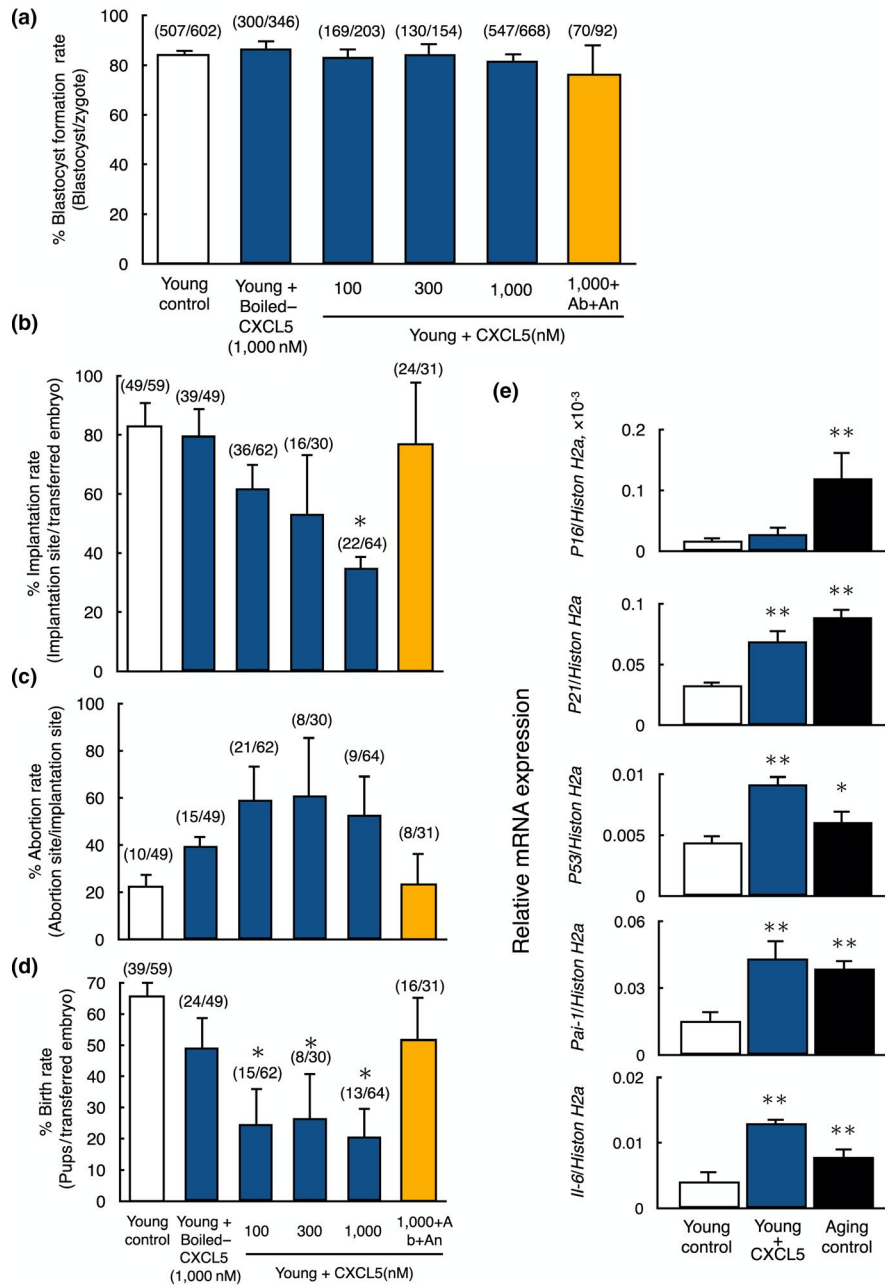 (a)
% Blastocyst formation rate
(Blastocyst/zygote)
100
80
60
40
20
0
(507/602)
(300/346)
(169/203)
(130/154)
(547/668)
(70/92)
Young
control
Young +
Boiled–
CXCL5
(1,000 nM)
100
300
1,000
1,000+
Ab+An
Young + CXCL5(nM)
(b)
% Implantation rate
(Implantation site/transferred embryo)
100
80
60
40
20
0
(49/59)
(39/49)
(36/62)
(16/30)
*
(22/64)
(24/31)
(c)
% Abortion rate
(Abortion site/implantation site)
100
80
60
40
20
0
(10/49)
(15/49)
(21/62)
(8/30)
(9/64)
(8/31)
(d)
% Birth rate
(Pups/transferred embryo)
70
60
50
40
30
20
10
0
(39/59)
(24/49)
*
(15/62)
*
(8/30)
*
(13/64)
(16/31)
Young
control
Young +
Boiled–
CXCL5
(1,000 nM)
100
300
1,000
1,000+A
b+An
Young + CXCL5(nM)
(e)
Relative mRNA expression
P16/Histon H2a, ×10⁻³
0.2
0.1
0
**
P21/Histon H2a
0.1
0.05
0
**
**
P53/Histon H2a
0.01
0.005
0
**
*
Pai-1/Histon H2a
0.06
0.03
0
**
**
Il-6/Histon H2a
0.02
0.01
0
**
**
Young
control
Young
+
CXCL5
Aging
control